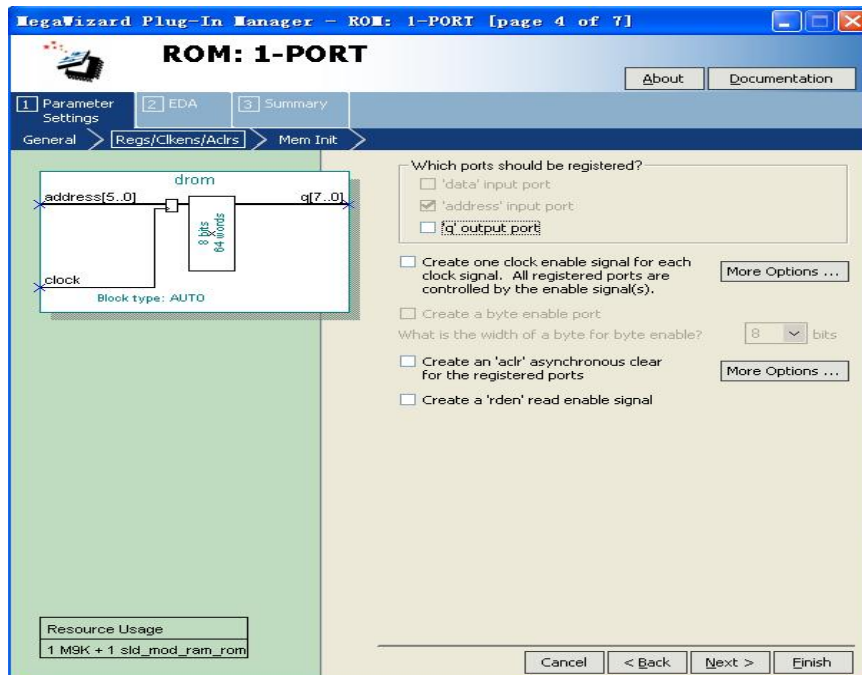 MegaWizard Plug-In Manager - ROM: 1-PORT [page 4 of 7]
ROM: 1-PORT
About
Documentation
1 Parameter Settings
2 EDA
3 Summary
General
Regs/Clkens/Aclrs
Mem Init
drom
address[5..0]
q[7..0]
8 bits
64 words
clock
Block type: AUTO
Which ports should be registered?
'data' input port
'address' input port
'q' output port
Create one clock enable signal for each
clock signal. All registered ports are
controlled by the enable signal(s).
More Options ...
Create a byte enable port
What is the width of a byte for byte enable?
8
bits
Create an 'aclr' asynchronous clear
for the registered ports
More Options ...
Create a 'rden' read enable signal
Resource Usage
1 M9K + 1 sld_mod_ram_rom
Cancel
< Back
Next >
Finish